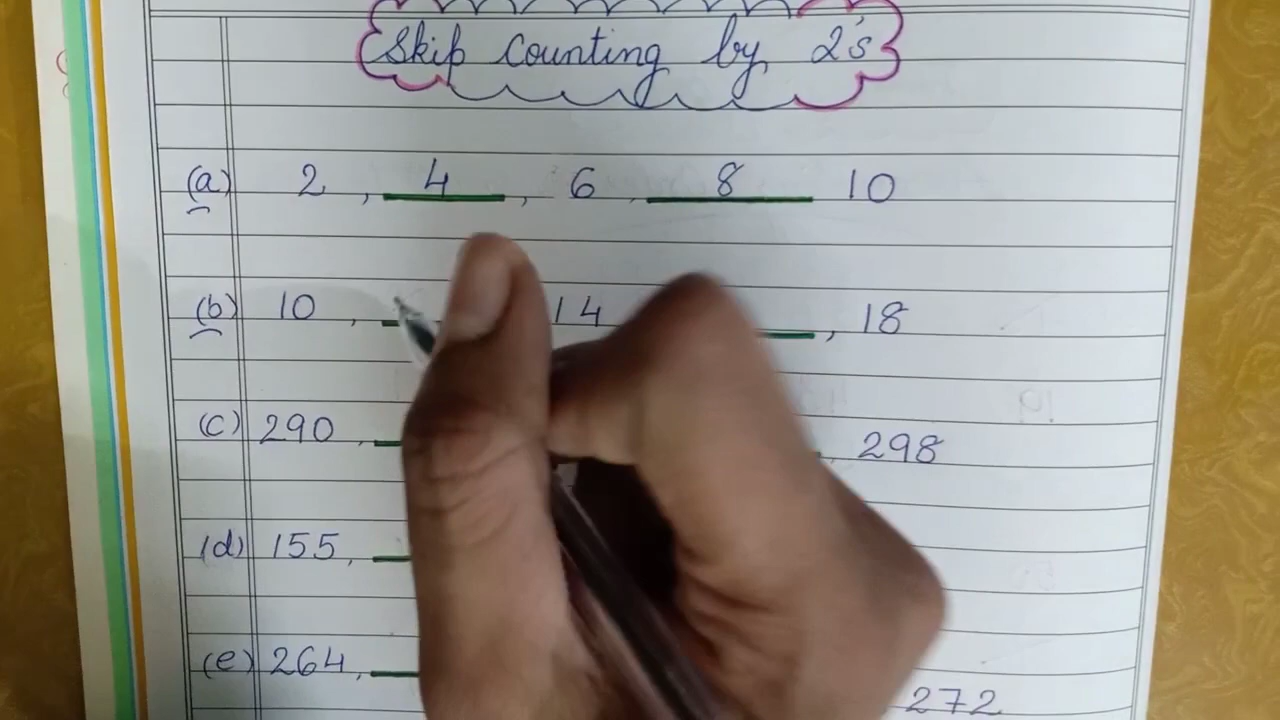 Skip Counting by 2's
(a) 2, 4, 6, 8 10
(b) 10, 14 , 18
(c) 290, , 298
(d) 155,
(e) 264, 272